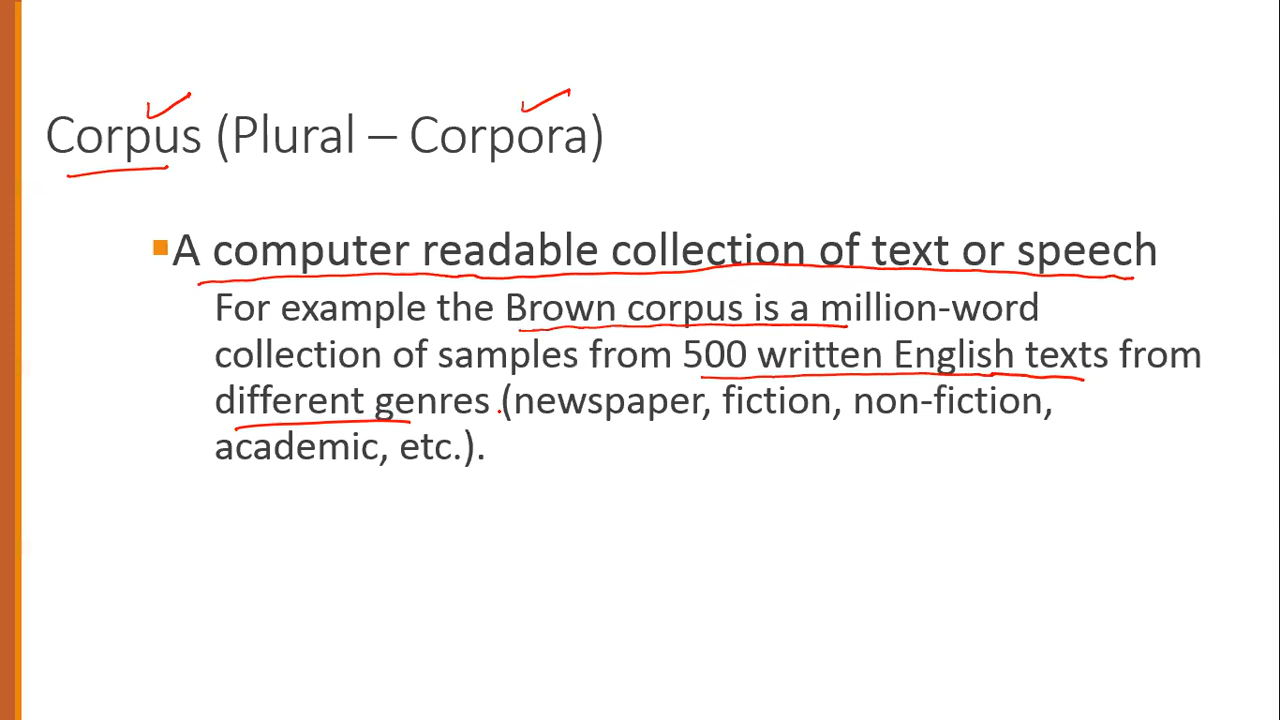 Corpus (Plural – Corpora)
A computer readable collection of text or speech
For example the Brown corpus is a million-word
collection of samples from 500 written English texts from
different genres (newspaper, fiction, non-fiction,
academic, etc.).